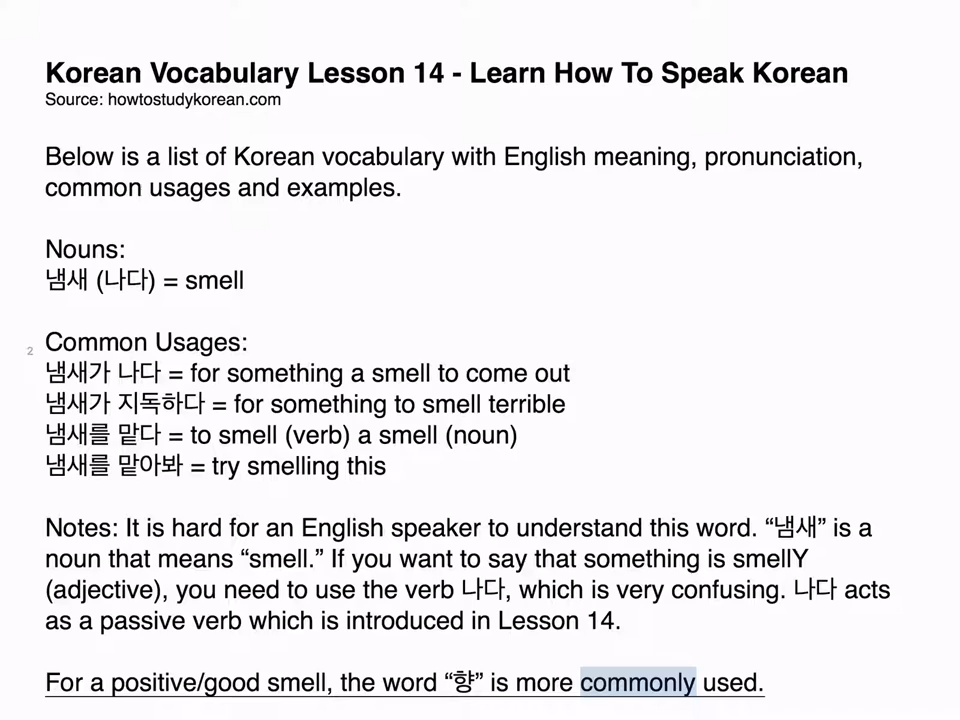 Korean Vocabulary Lesson 14 - Learn How To Speak Korean
Source: howtostudykorean.com
Below is a list of Korean vocabulary with English meaning, pronunciation,
common usages and examples.
Nouns:
냄새 (나다) = smell
2
Common Usages:
냄새가 나다 = for something a smell to come out
냄새가 지독하다 = for something to smell terrible
냄새를 맡다 = to smell (verb) a smell (noun)
냄새를 맡아봐 = try smelling this
Notes: It is hard for an English speaker to understand this word. “냄새” is a
noun that means “smell.” If you want to say that something is smellY
(adjective), you need to use the verb 나다, which is very confusing. 나다 acts
as a passive verb which is introduced in Lesson 14.
For a positive/good smell, the word “향” is more commonly used.